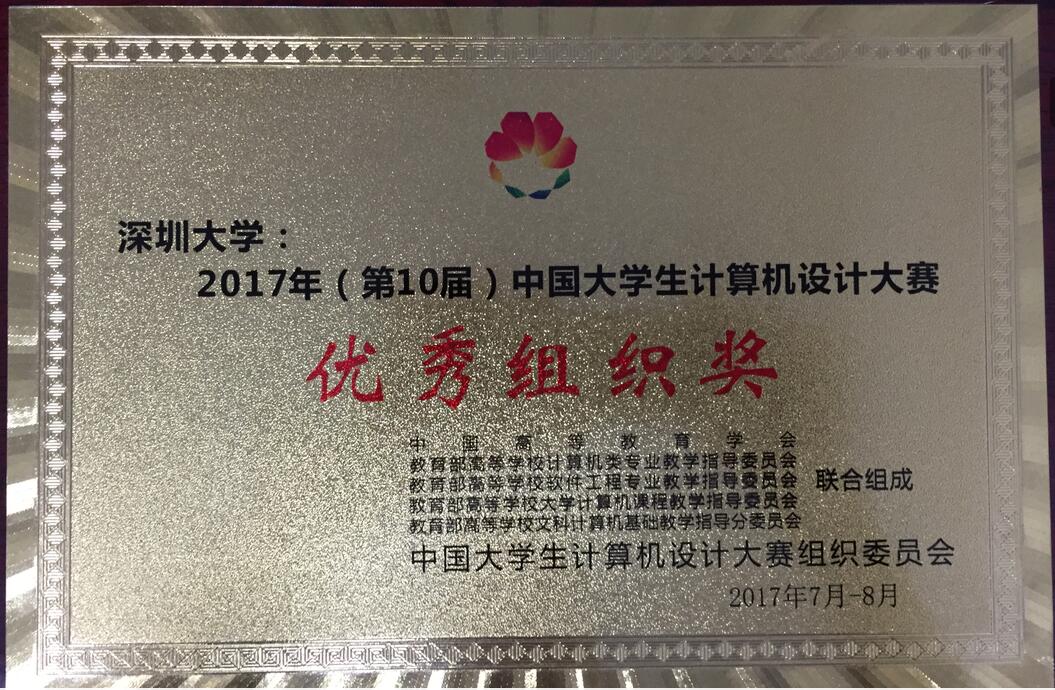 深圳大学：
2017年（第10届）中国大学生计算机设计大赛
优秀组织奖
中国高等教育学会
教育部高等学校计算机类专业教学指导委员会
教育部高等学校软件工程专业教学指导委员会
教育部高等学校大学计算机课程教学指导委员会
教育部高等学校文科计算机基础教学指导分委员会
联合组成
中国大学生计算机设计大赛组织委员会
2017年7月-8月